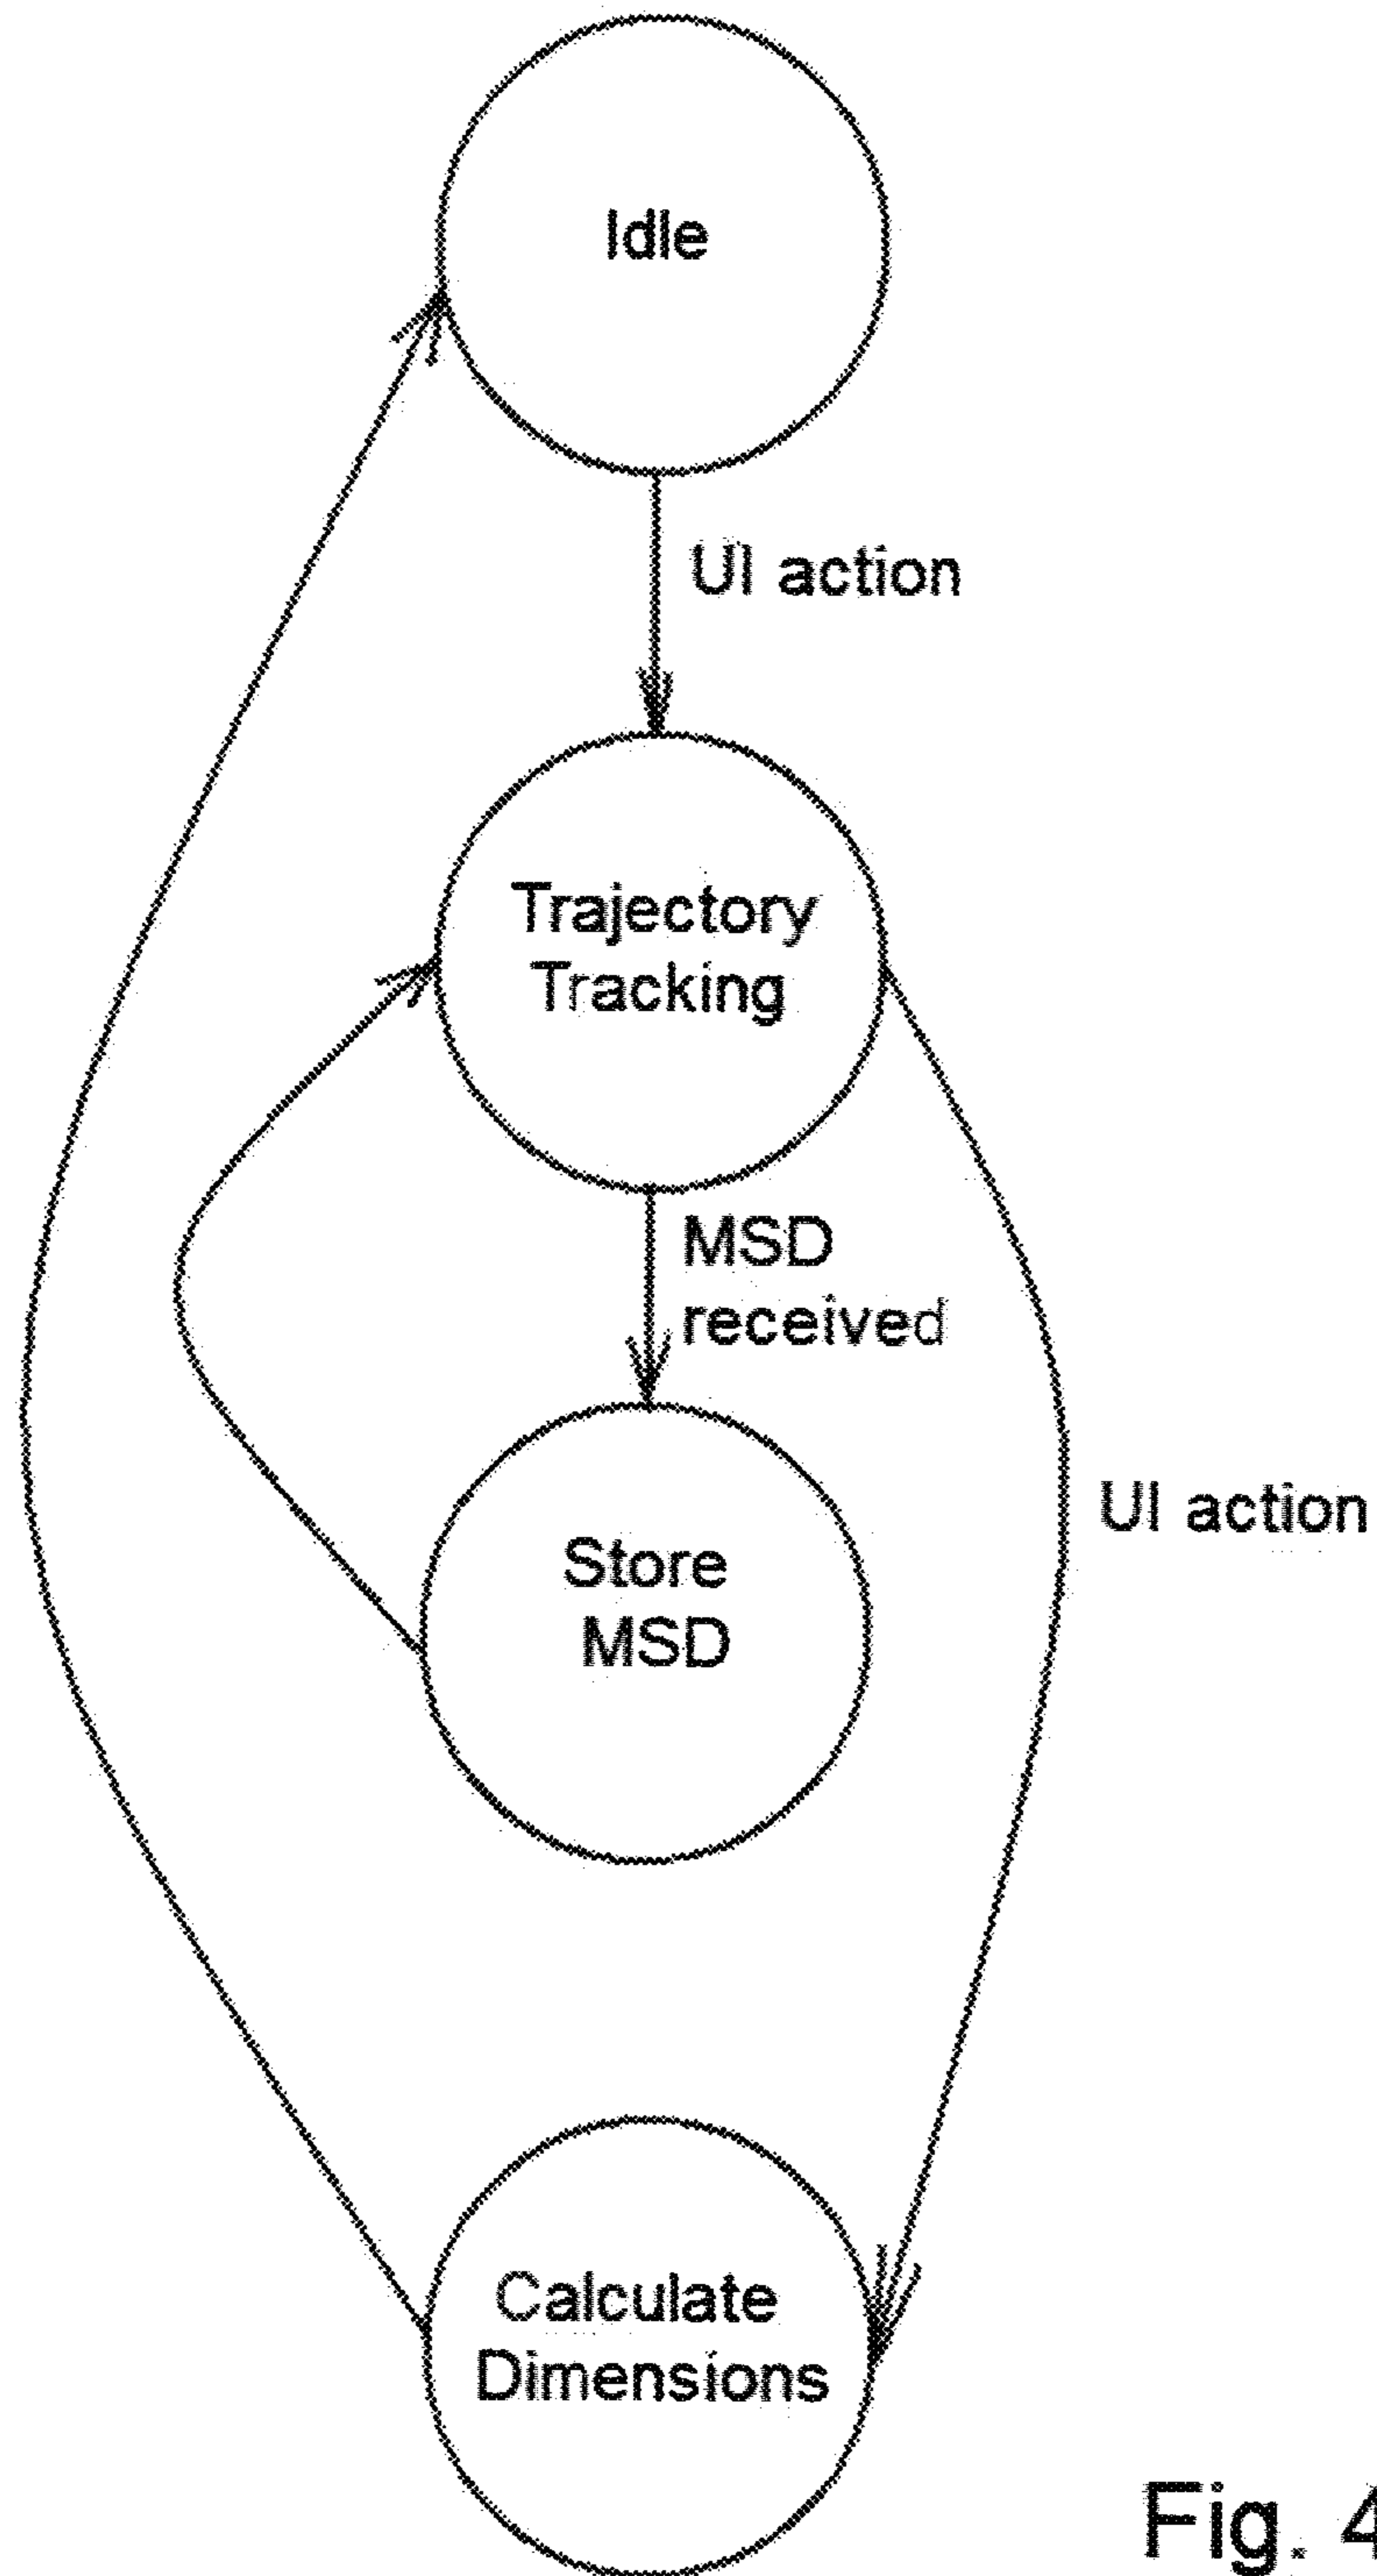 Idle
UI action
Trajectory
Tracking
MSD
received
UI action
Store
MSD
Calculate
Dimensions
Fig. 4